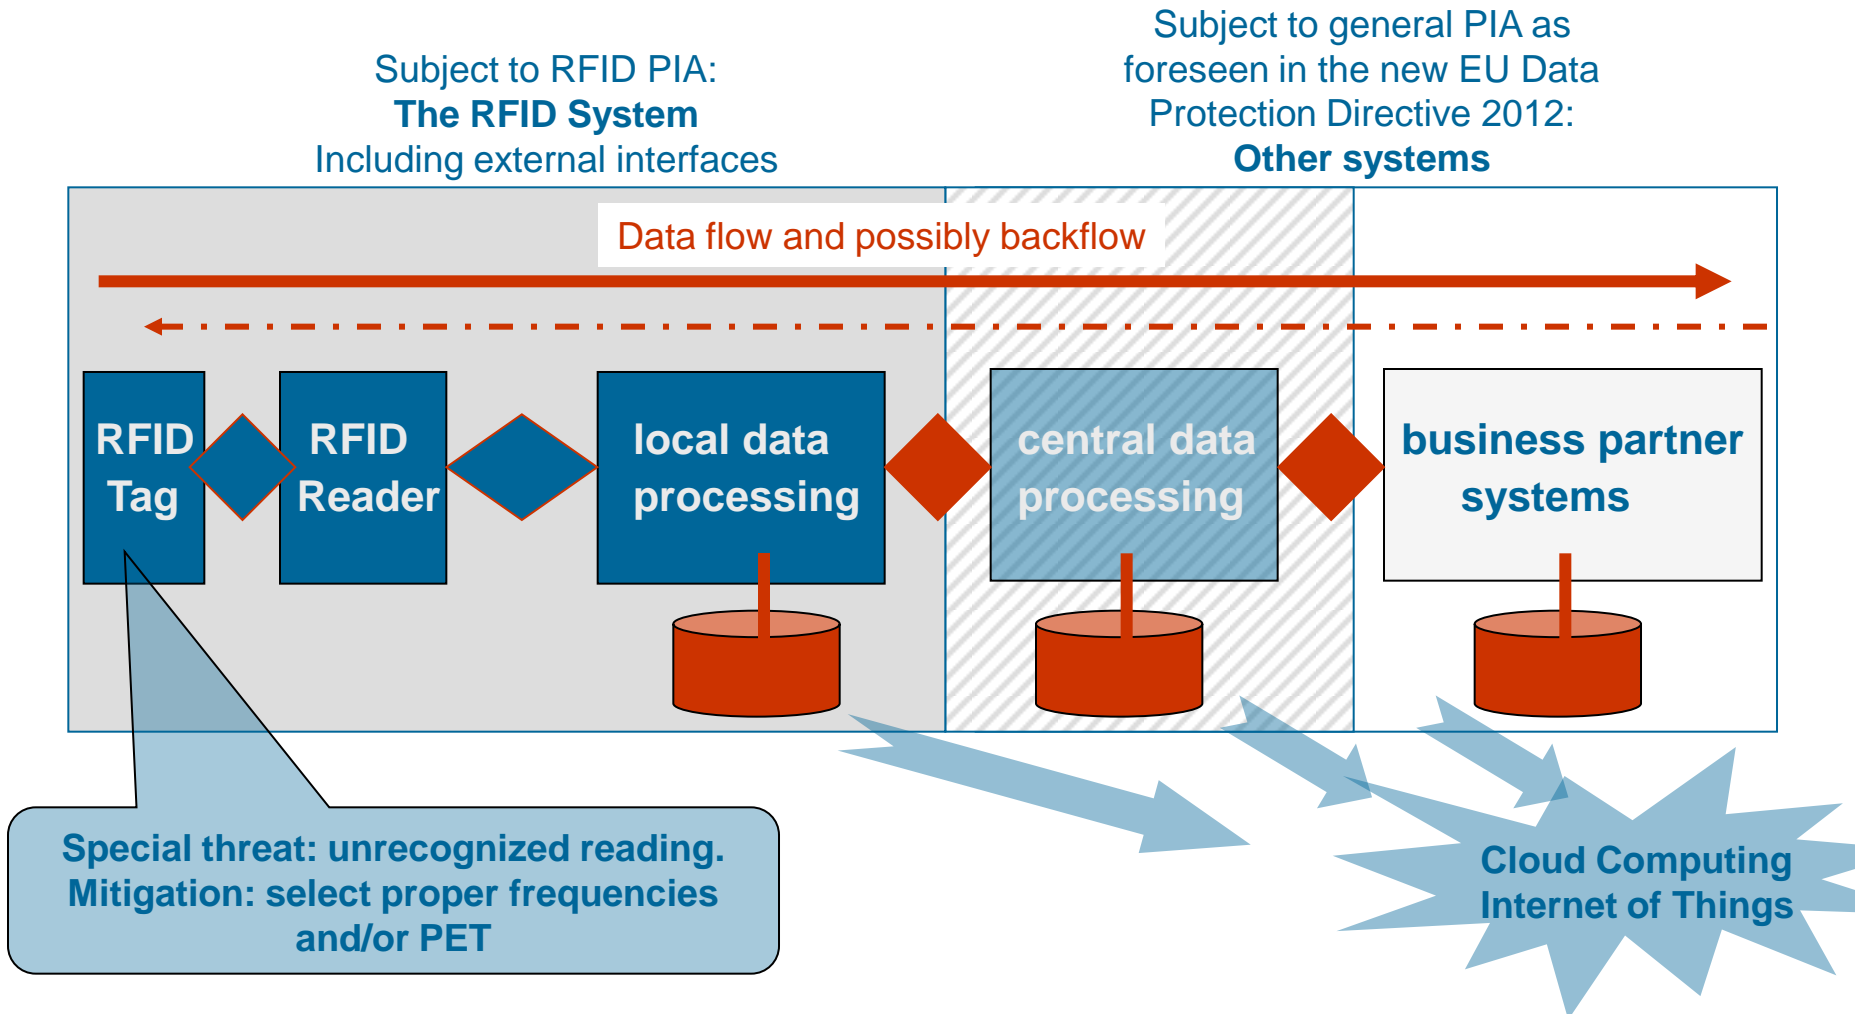 Subject to RFID PIA:
The RFID System
Including external interfaces
Subject to general PIA as
foreseen in the new EU Data
Protection Directive 2012:
Other systems
Data flow and possibly backflow
RFID
Tag
RFID
Reader
local data
processing
central data
processing
business partner
systems
Special threat: unrecognized reading.
Mitigation: select proper frequencies
and/or PET
Cloud Computing
Internet of Things